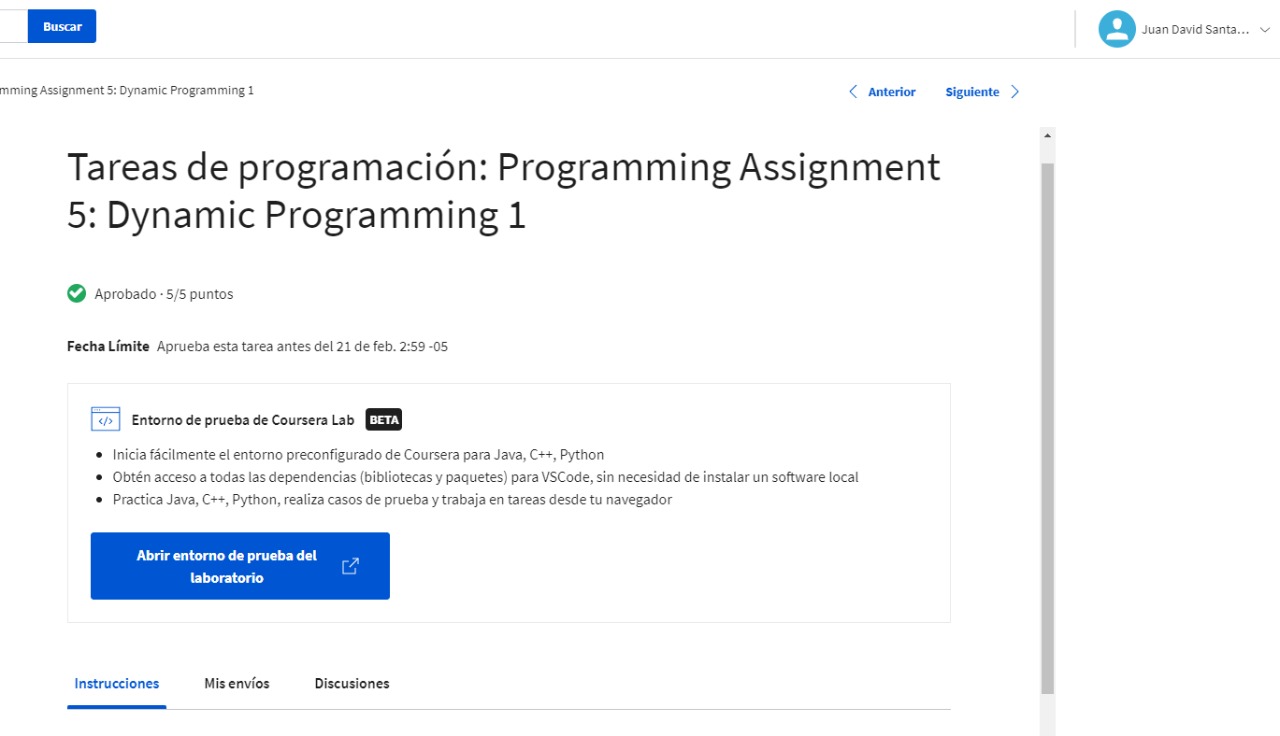 Buscar
Juan David Santa...
mming Assignment 5: Dynamic Programming 1
Anterior
Siguiente
Tareas de programación: Programming Assignment
5: Dynamic Programming 1
Aprobado · 5/5 puntos
Fecha Límite Aprueba esta tarea antes del 21 de feb. 2:59 -05
</> Entorno de prueba de Coursera Lab BETA
• Inicia fácilmente el entorno preconfigurado de Coursera para Java, C++, Python
• Obtén acceso a todas las dependencias (bibliotecas y paquetes) para VSCode, sin necesidad de instalar un software local
• Practica Java, C++, Python, realiza casos de prueba y trabaja en tareas desde tu navegador
Abrir entorno de prueba del
laboratorio
Instrucciones Mis envíos Discusiones